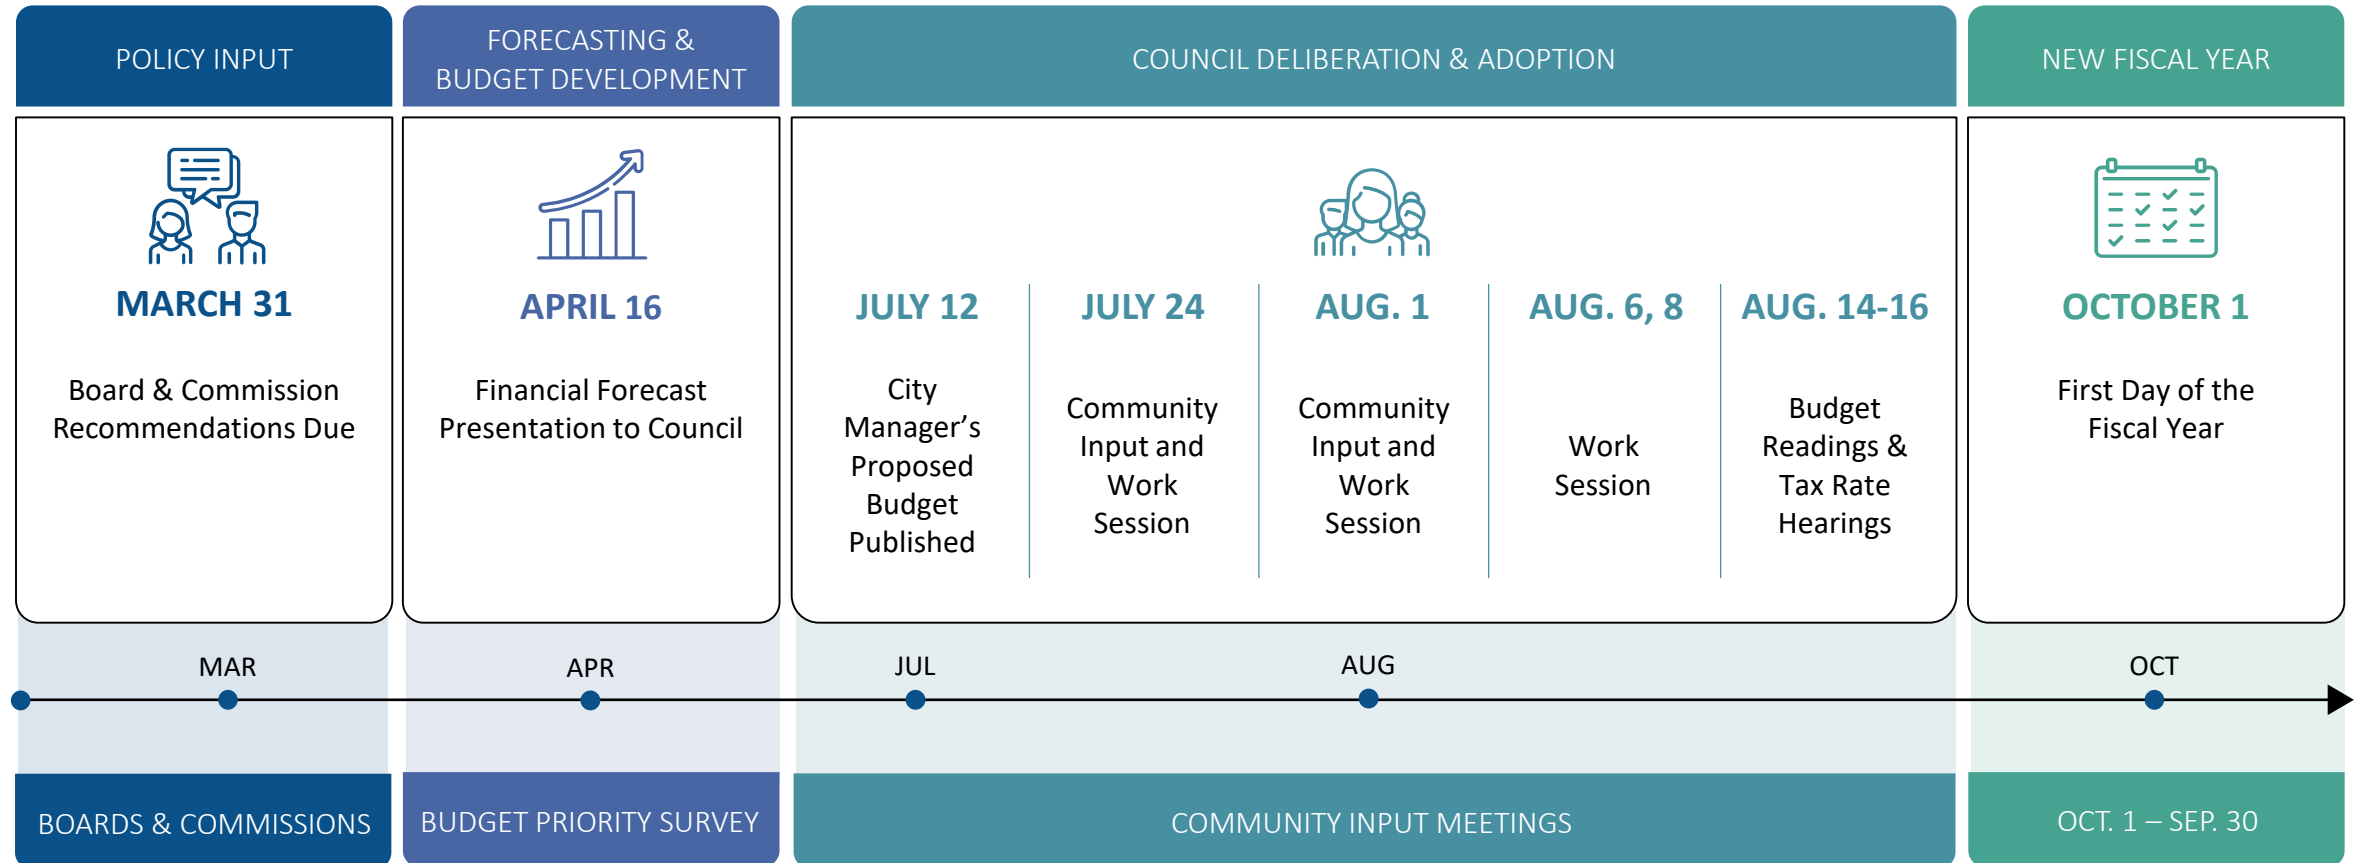 POLICY INPUT
FORECASTING &
BUDGET DEVELOPMENT
COUNCIL DELIBERATION & ADOPTION
NEW FISCAL YEAR
MARCH 31
Board & Commission
Recommendations Due
APRIL 16
Financial Forecast
Presentation to Council
JULY 12
City
Manager’s
Proposed
Budget
Published
JULY 24
Community
Input and
Work
Session
AUG. 1
Community
Input and
Work
Session
AUG. 6, 8
Work
Session
AUG. 14-16
Budget
Readings &
Tax Rate
Hearings
OCTOBER 1
First Day of the
Fiscal Year
MAR
APR
JUL
AUG
OCT
BOARDS & COMMISSIONS
BUDGET PRIORITY SURVEY
COMMUNITY INPUT MEETINGS
OCT. 1 – SEP. 30